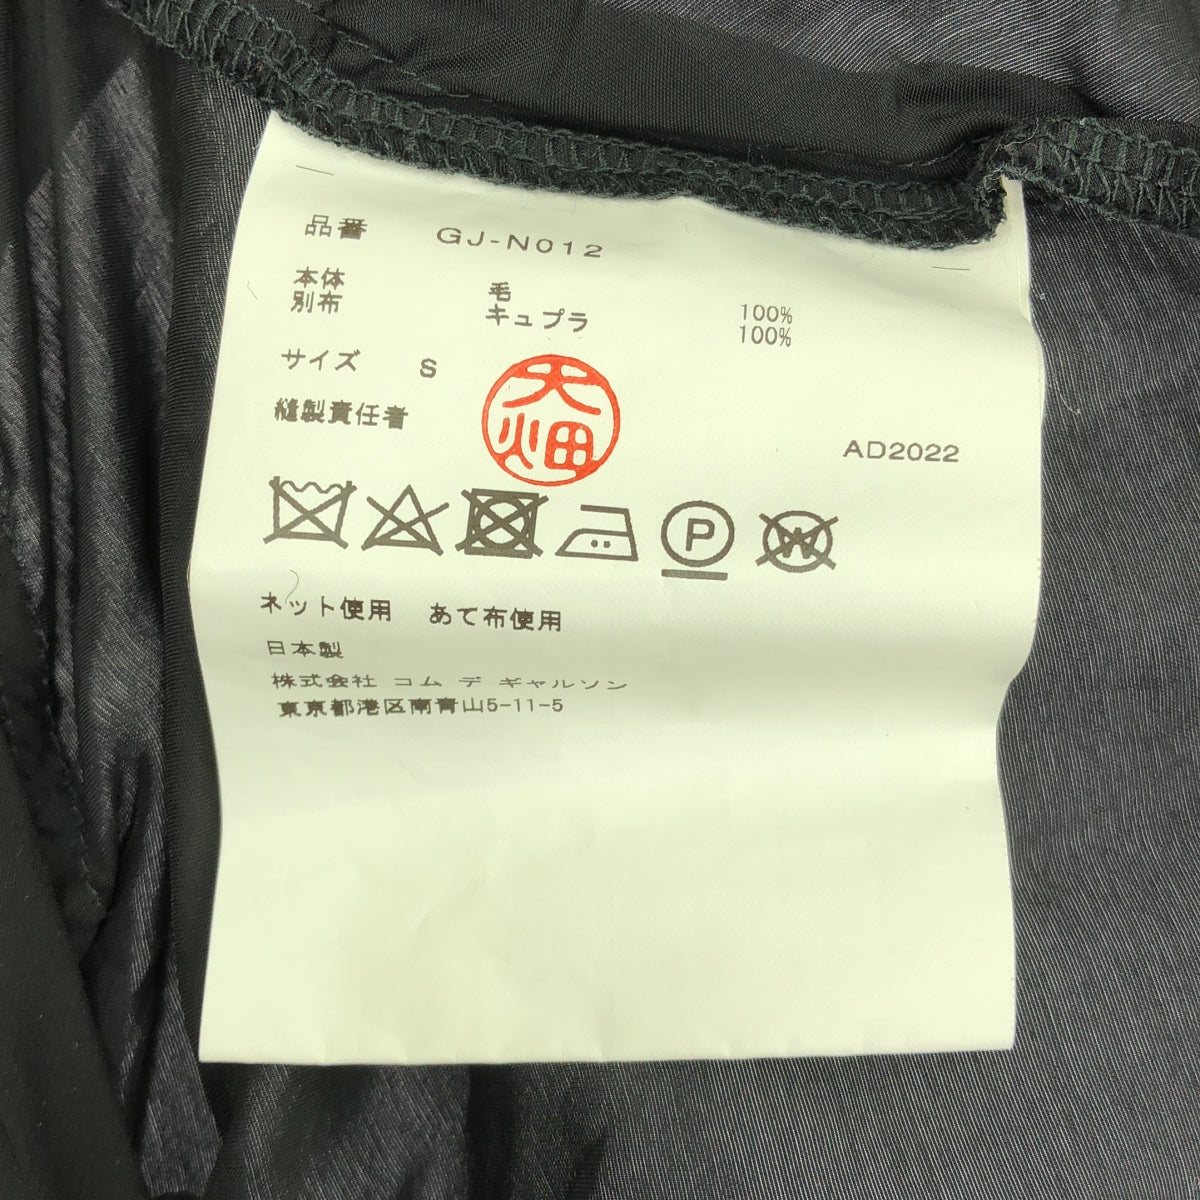 品番 GJ-N012
本体 毛 100%
別布 キュプラ 100%
サイズ S
縫製責任者
大畑
AD2022
P
W
ネット使用 あて布使用
日本製
株式会社 コム デ ギャルソン
東京都港区南青山5-11-5